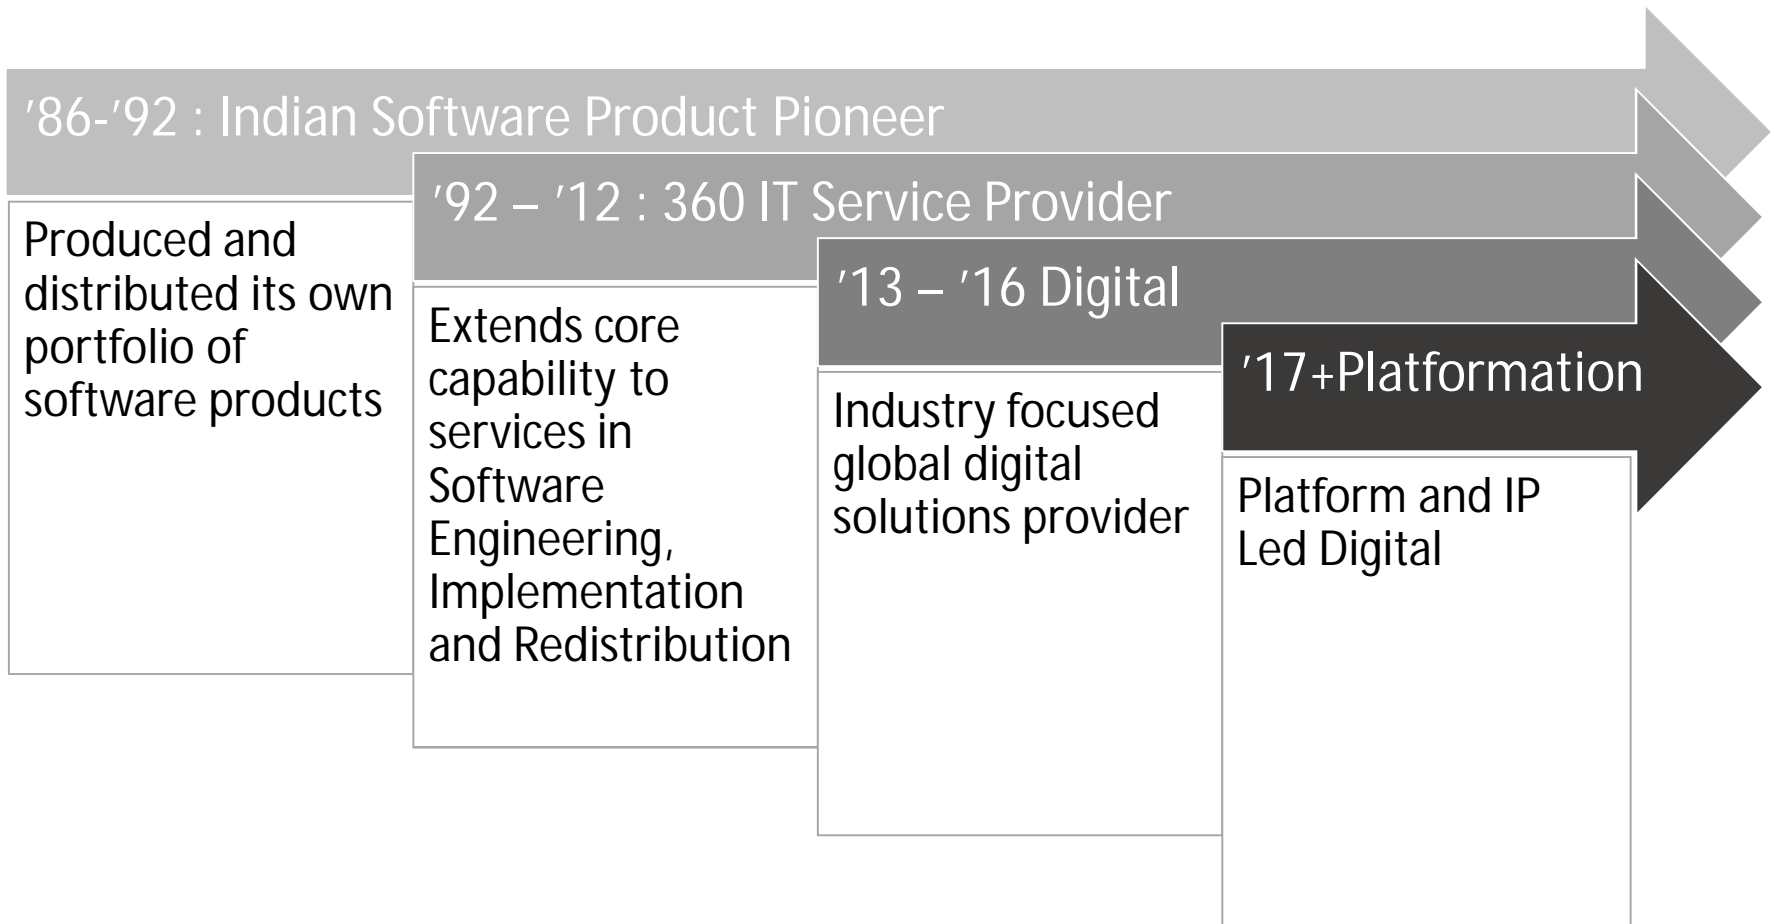 '86-'92 : Indian Software Product Pioneer
Produced and
distributed its own
portfolio of
software products
'92 – '12 : 360 IT Service Provider
Extends core
capability to
services in
Software
Engineering,
Implementation
and Redistribution
'13 – '16 Digital
Industry focused
global digital
solutions provider
'17+Platformation
Platform and IP
Led Digital